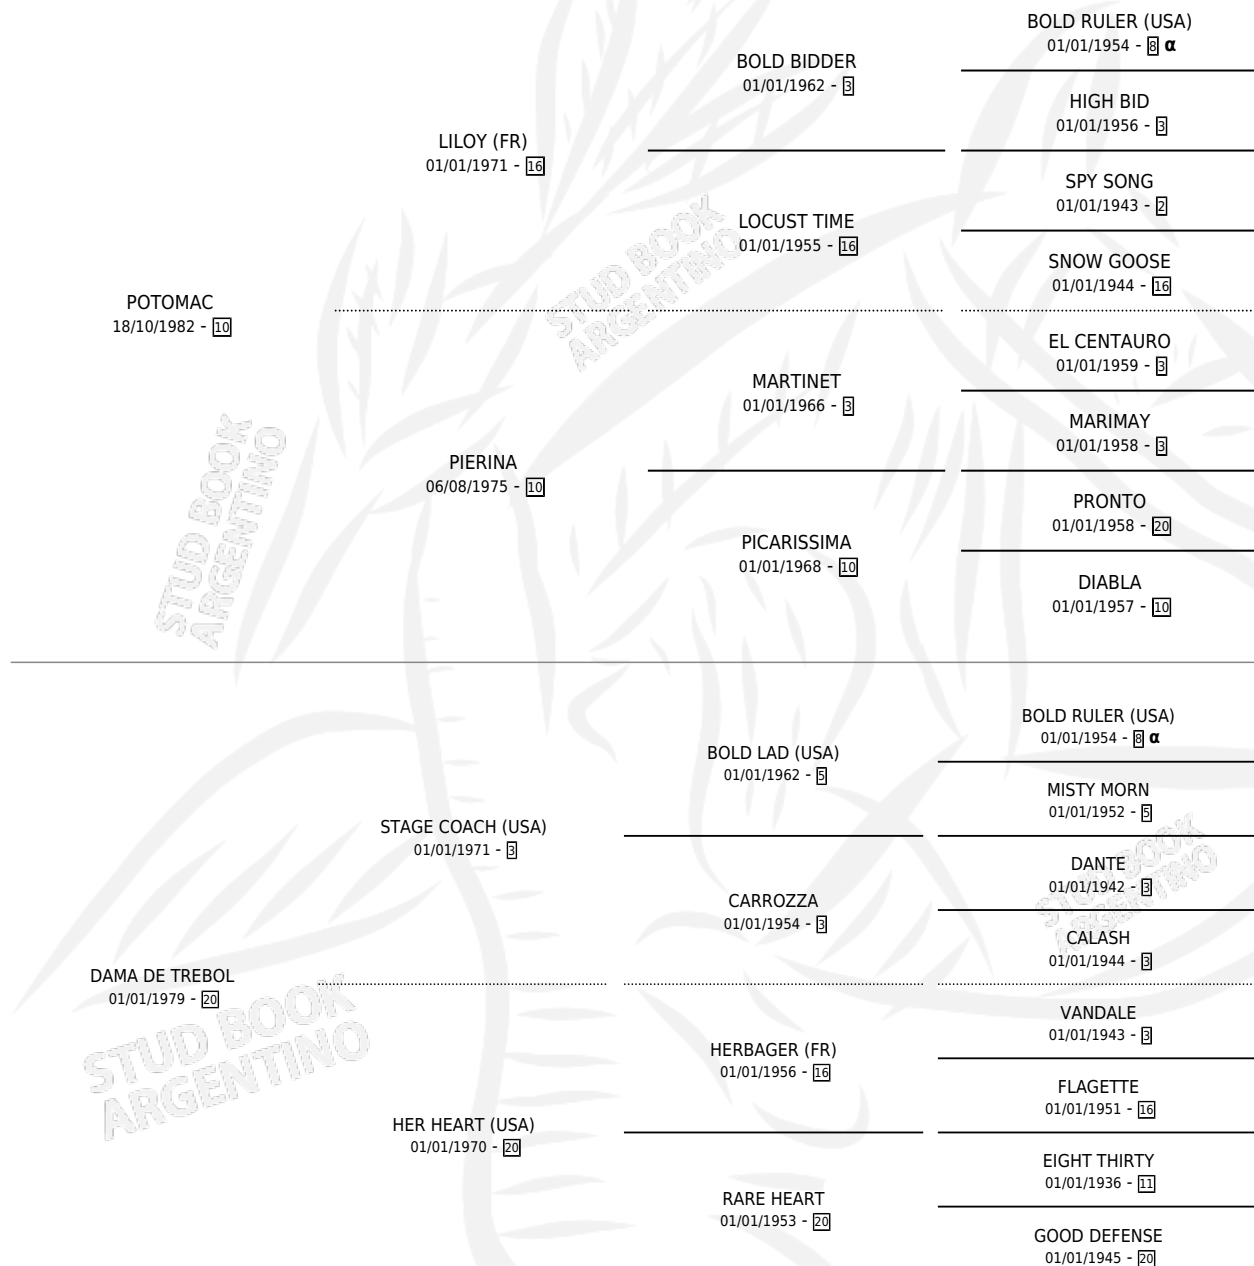 BOLD RULER (USA)
01/01/1954 - 8 α
BOLD BIDDER
01/01/1962 - 3
HIGH BID
01/01/1956 - 3
LILOY (FR)
01/01/1971 - 16
SPY SONG
01/01/1943 - 2
LOCUST TIME
01/01/1955 - 16
SNOW GOOSE
01/01/1944 - 16
STUD BOOK
ARGENTINO
POTOMAC
18/10/1982 - 10
EL CENTAURO
01/01/1959 - 3
MARTINET
01/01/1966 - 3
MARIMAY
01/01/1958 - 3
PIERINA
06/08/1975 - 10
STUD BOOK
ARGENTINO
PRONTO
01/01/1958 - 20
PICARISSIMA
01/01/1968 - 10
DIABLA
01/01/1957 - 10
BOLD RULER (USA)
01/01/1954 - 8 α
BOLD LAD (USA)
01/01/1962 - 5
MISTY MORN
01/01/1952 - 5
STAGE COACH (USA)
01/01/1971 - 3
STUD BOOK
ARGENTINO
DANTE
01/01/1942 - 3
CARROZZA
01/01/1954 - 3
CALASH
01/01/1944 - 3
DAMA DE TREBOL
01/01/1979 - 20
STUD BOOK
ARGENTINO
VANDALE
01/01/1943 - 3
HERBAGER (FR)
01/01/1956 - 16
FLAGETTE
01/01/1951 - 16
HER HEART (USA)
01/01/1970 - 20
EIGHT THIRTY
01/01/1936 - 11
RARE HEART
01/01/1953 - 20
GOOD DEFENSE
01/01/1945 - 20